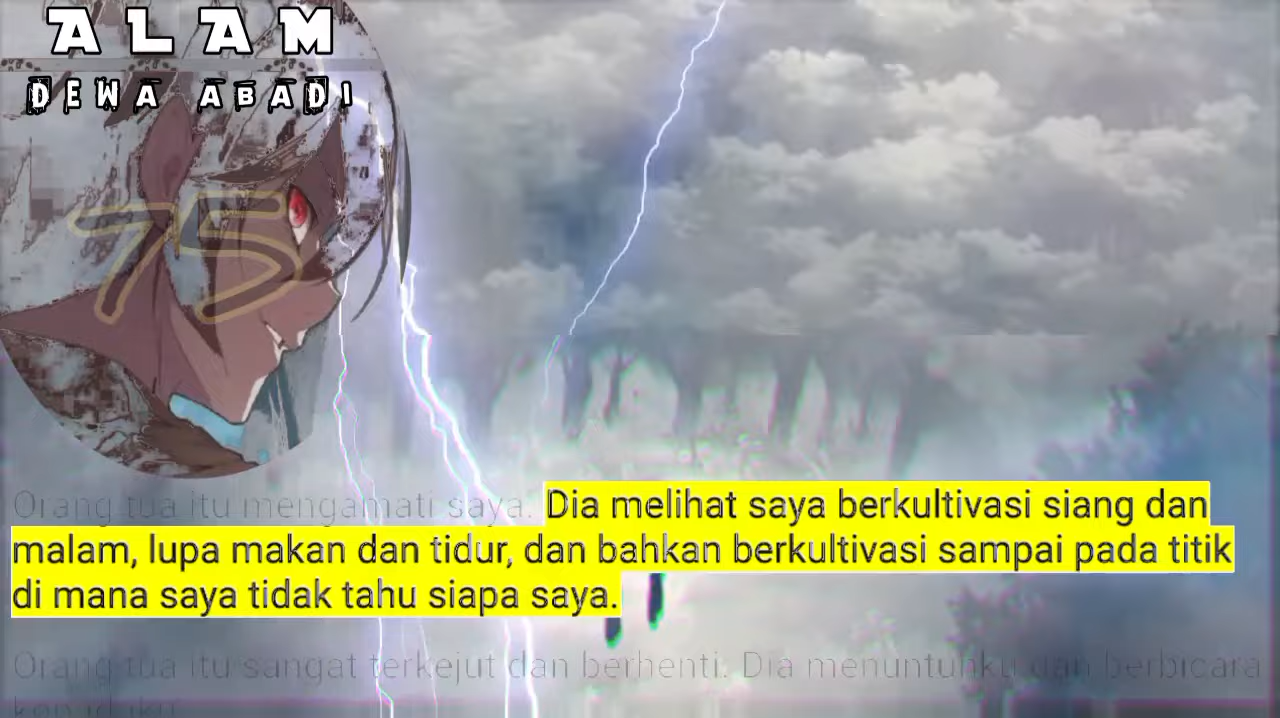 ALAM
DEWA ABADI
75
Orang tua itu mengamati saya. Dia melihat saya berkultivasi siang dan
malam, lupa makan dan tidur, dan bahkan berkultivasi sampai pada titik
di mana saya tidak tahu siapa saya.
Orang tua itu sangat terkejut dan berhenti. Dia menuntunku dan berbicara
kepadaku